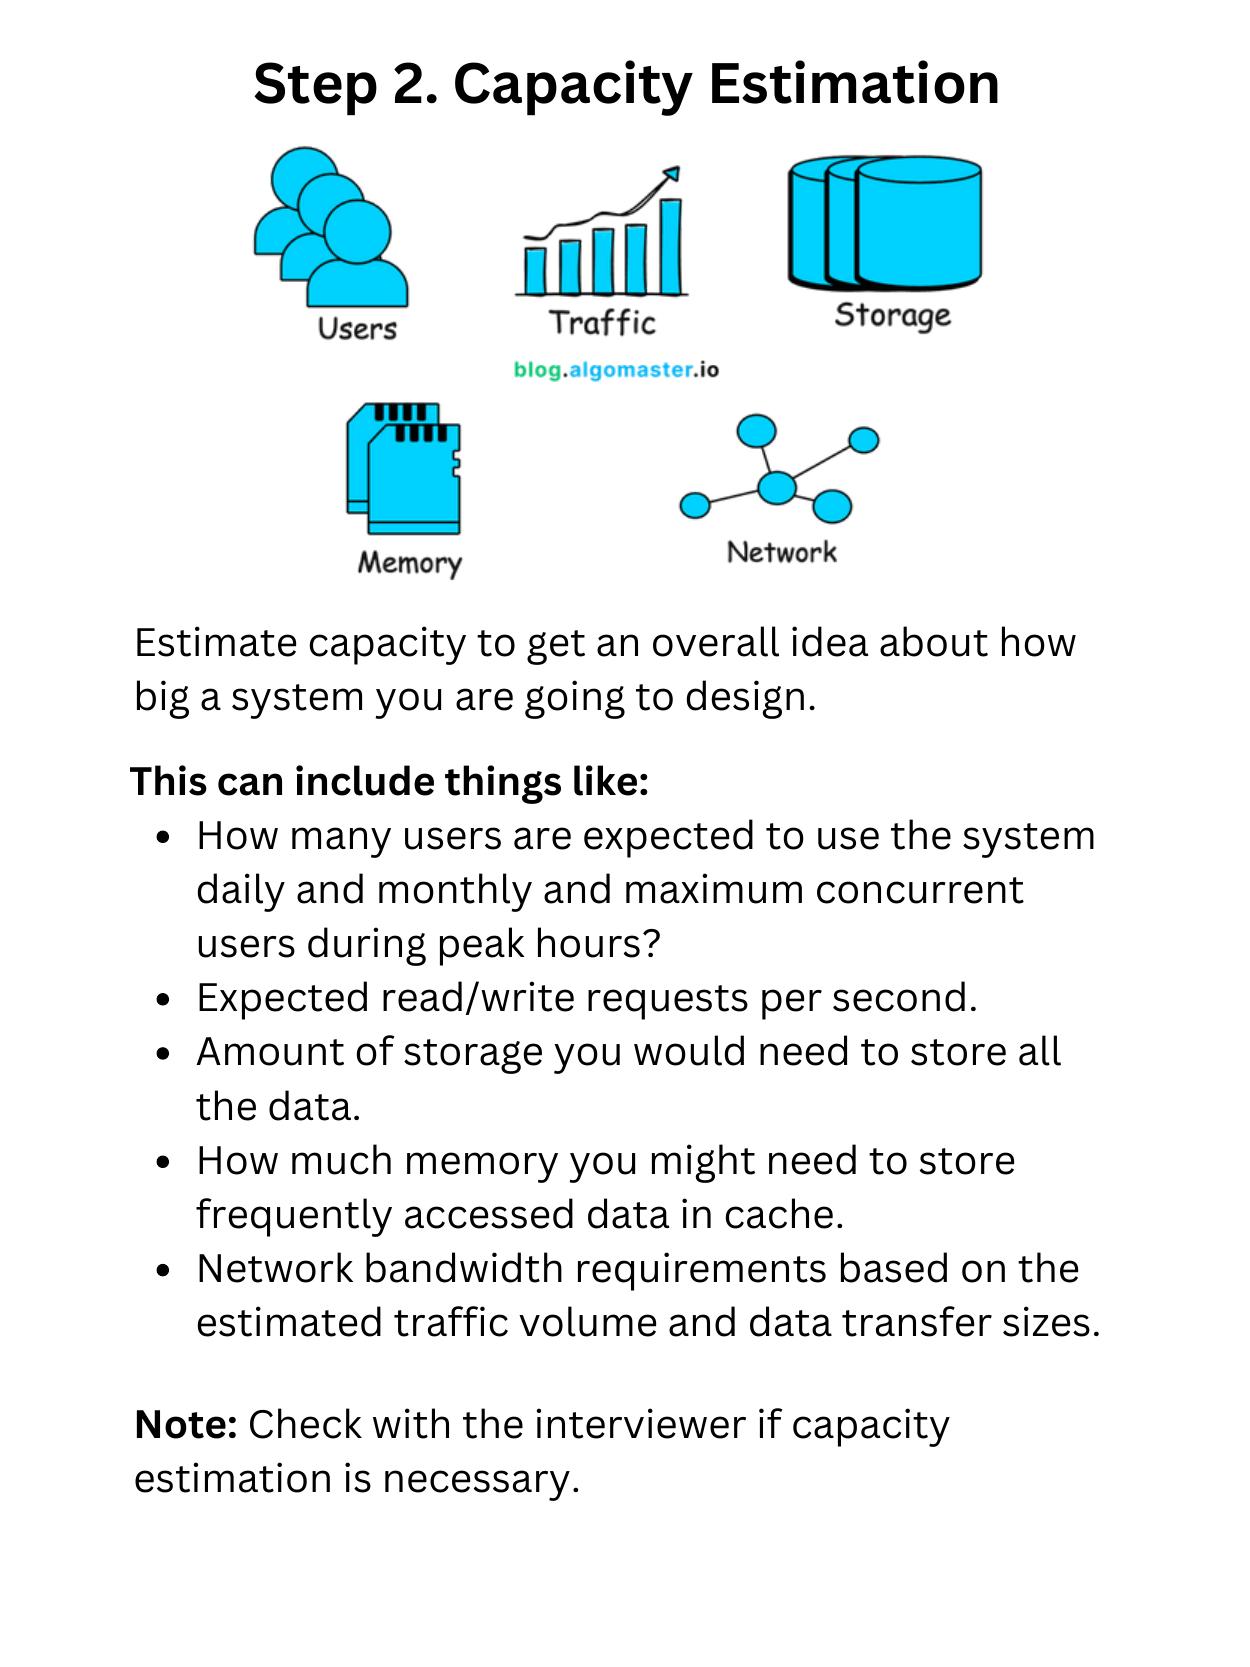 Step 2. Capacity Estimation
Users
Traffic
Storage
blog.algomaster.io
Memory
Network
Estimate capacity to get an overall idea about how
big a system you are going to design.
This can include things like:
• How many users are expected to use the system
daily and monthly and maximum concurrent
users during peak hours?
• Expected read/write requests per second.
• Amount of storage you would need to store all
the data.
• How much memory you might need to store
frequently accessed data in cache.
• Network bandwidth requirements based on the
estimated traffic volume and data transfer sizes.
Note: Check with the interviewer if capacity
estimation is necessary.